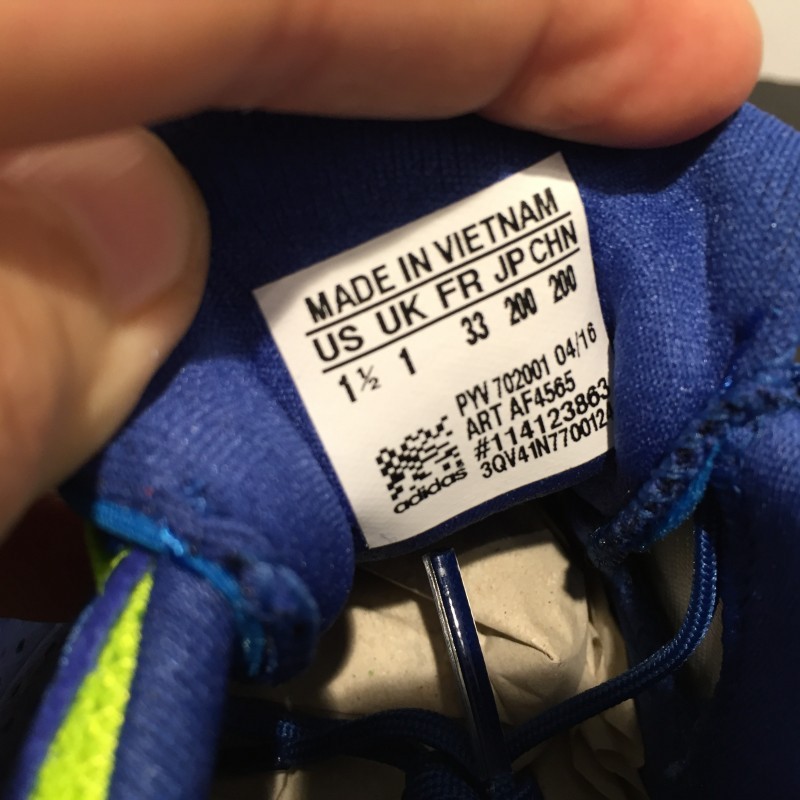 MADE IN VIETNAM
US UK FR JP CHN
1½ 1 33 200 200
PYV 702001 04/16
ART AF4565
#114123863
3QV41N7700124
adidas